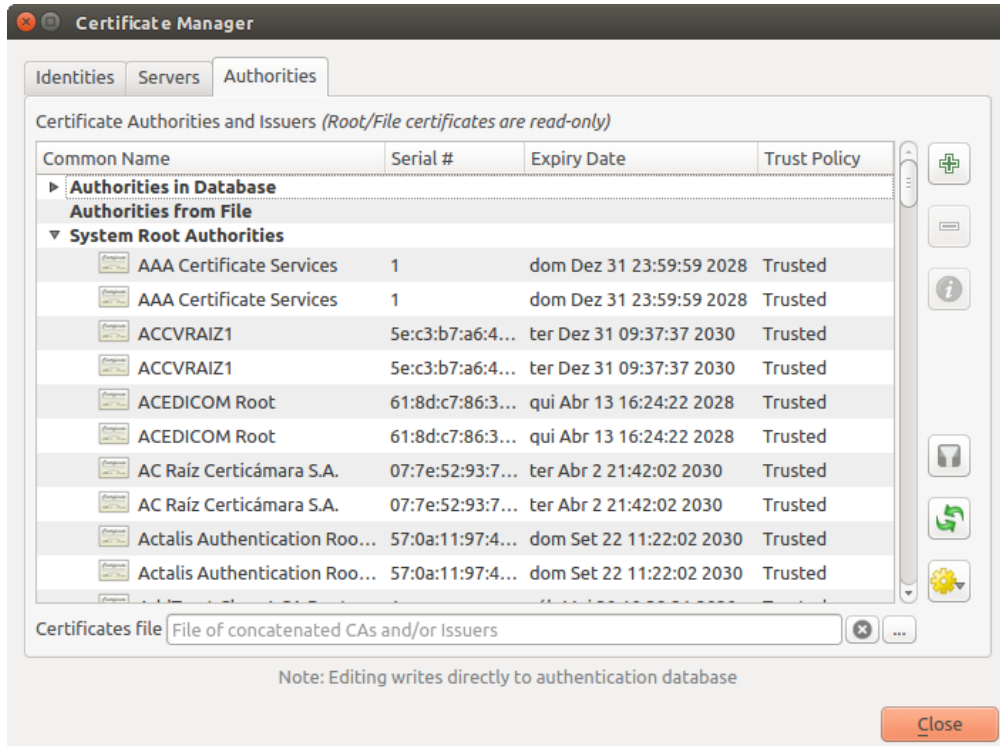 Certificate Manager
Identities Servers Authorities
Certificate Authorities and Issuers (Root/File certificates are read-only)
Common Name Serial # Expiry Date Trust Policy
Authorities in Database
Authorities from File
System Root Authorities
AAA Certificate Services 1 dom Dez 31 23:59:59 2028 Trusted
AAA Certificate Services 1 dom Dez 31 23:59:59 2028 Trusted
ACCVRAIZ1 5e:c3:b7:a6:4... ter Dez 31 09:37:37 2030 Trusted
ACCVRAIZ1 5e:c3:b7:a6:4... ter Dez 31 09:37:37 2030 Trusted
ACEDICOM Root 61:8d:c7:86:3... qui Abr 13 16:24:22 2028 Trusted
ACEDICOM Root 61:8d:c7:86:3... qui Abr 13 16:24:22 2028 Trusted
AC Raíz Certicámara S.A. 07:7e:52:93:7... ter Abr 2 21:42:02 2030 Trusted
AC Raíz Certicámara S.A. 07:7e:52:93:7... ter Abr 2 21:42:02 2030 Trusted
Actalis Authentication Roo... 57:0a:11:97:4... dom Set 22 11:22:02 2030 Trusted
Actalis Authentication Roo... 57:0a:11:97:4... dom Set 22 11:22:02 2030 Trusted
Certificates file File of concatenated CAs and/or Issuers ...
Note: Editing writes directly to authentication database
Close